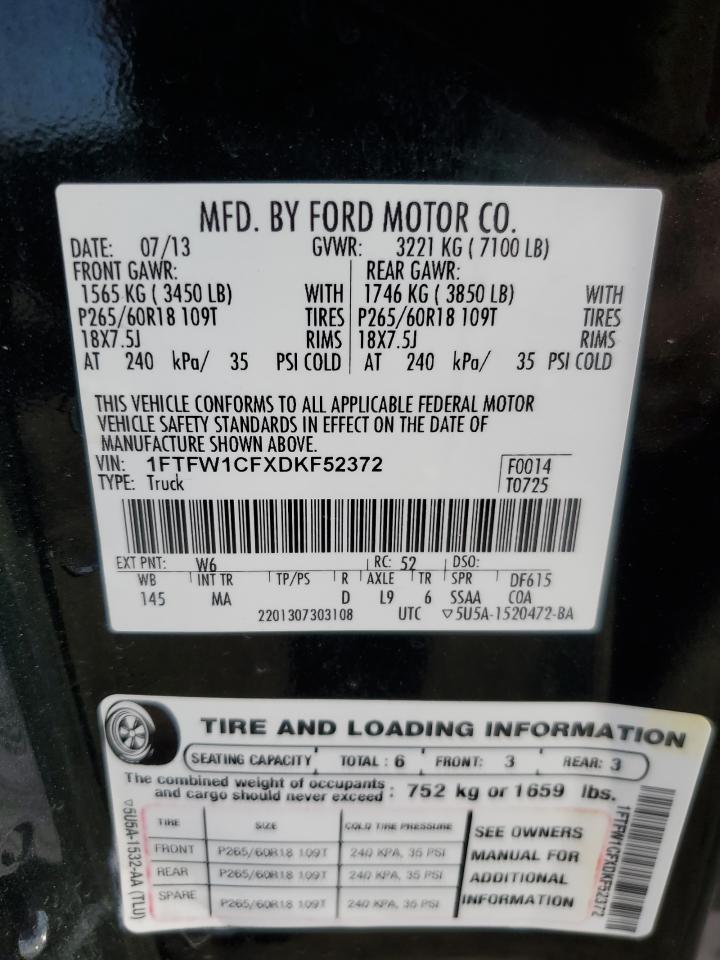 MFD. BY FORD MOTOR CO.
DATE: 07/13 GVWR: 3221 KG ( 7100 LB)
FRONT GAWR: REAR GAWR:
1565 KG ( 3450 LB) WITH 1746 KG ( 3850 LB) WITH
P265/60R18 109T TIRES P265/60R18 109T TIRES
18X7.5J RIMS 18X7.5J RIMS
AT 240 kPa/ 35 PSI COLD AT 240 kPa/ 35 PSI COLD
THIS VEHICLE CONFORMS TO ALL APPLICABLE FEDERAL MOTOR
VEHICLE SAFETY STANDARDS IN EFFECT ON THE DATE OF
MANUFACTURE SHOWN ABOVE.
VIN: 1FTFW1CFXDKF52372 F0014
TYPE: Truck T0725
EXT PNT: W6 RC: 52 DSO:
WB INT TR TP/PS R AXLE TR SPR DF615
145 MA D L9 6 SSAA COA
2201307303108 UTC ▽5U5A-1520472-BA
TIRE AND LOADING INFORMATION
SEATING CAPACITY TOTAL : 6 FRONT: 3 REAR: 3
The combined weight of occupants
and cargo should never exceed : 752 kg or 1659 lbs.
TIRE SIZE COLD TIRE PRESSURE SEE OWNERS
FRONT P265/60R18 109T 240 KPA, 35 PSI MANUAL FOR
REAR P265/60R18 109T 240 KPA, 35 PSI ADDITIONAL
SPARE P265/60R18 109T 240 KPA, 35 PSI INFORMATION
▽5U5A-1532-AA (TLU)
1FTFW1CFXDKF52372